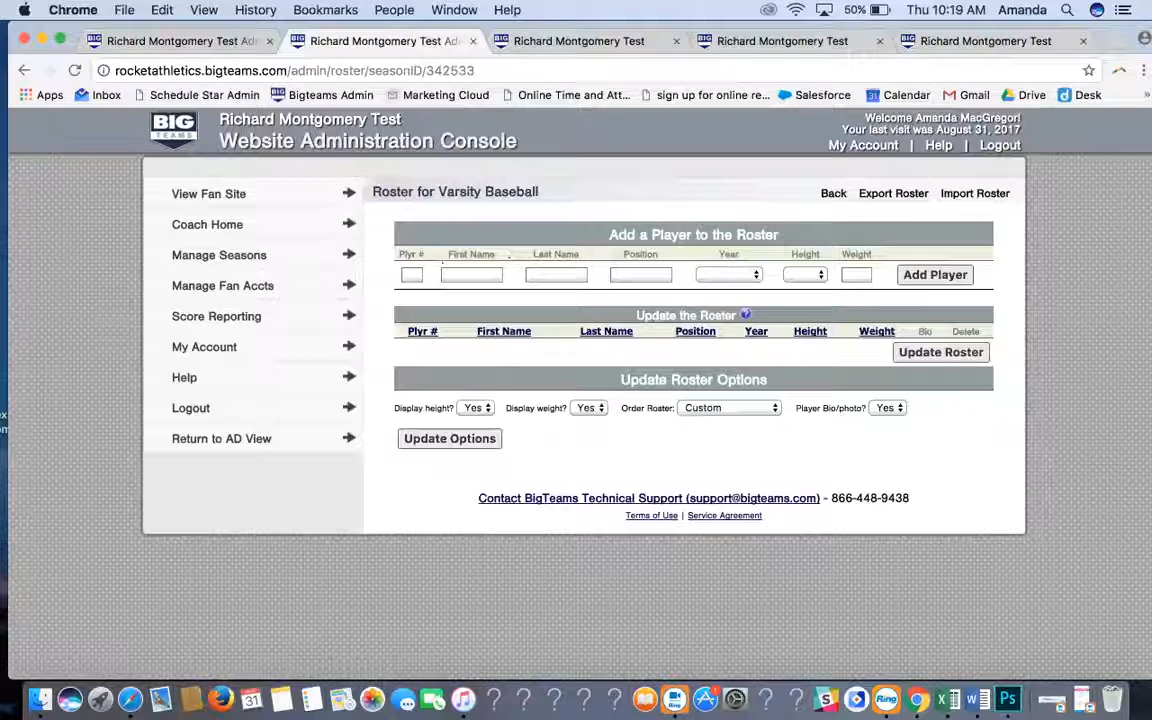 Chrome File Edit View History Bookmarks People Window Help 50% Thu 10:19 AM Amanda
Richard Montgomery Test Ad × Richard Montgomery Test Ad × Richard Montgomery Test × Richard Montgomery Test × Richard Montgomery Test ×
rocketathletics.bigteams.com/admin/roster/seasonID/342533
Apps Inbox Schedule Star Admin Bigteams Admin Marketing Cloud Online Time and Att... sign up for online re... Salesforce Calendar Gmail Drive Desk »
BIG TEAMS
Richard Montgomery Test
Website Administration Console
Welcome Amanda MacGregor!
Your last visit was August 31, 2017
My Account | Help | Logout
View Fan Site
Coach Home
Manage Seasons
Manage Fan Accts
Score Reporting
My Account
Help
Logout
Return to AD View
Roster for Varsity Baseball Back Export Roster Import Roster
Add a Player to the Roster
Plyr # First Name Last Name Position Year Height Weight
Add Player
Update the Roster ?
Plyr # First Name Last Name Position Year Height Weight Bio Delete
Update Roster
Update Roster Options
Display height? Yes Display weight? Yes Order Roster: Custom Player Bio/photo? Yes
Update Options
Contact BigTeams Technical Support (support@bigteams.com) - 866-448-9438
Terms of Use | Service Agreement